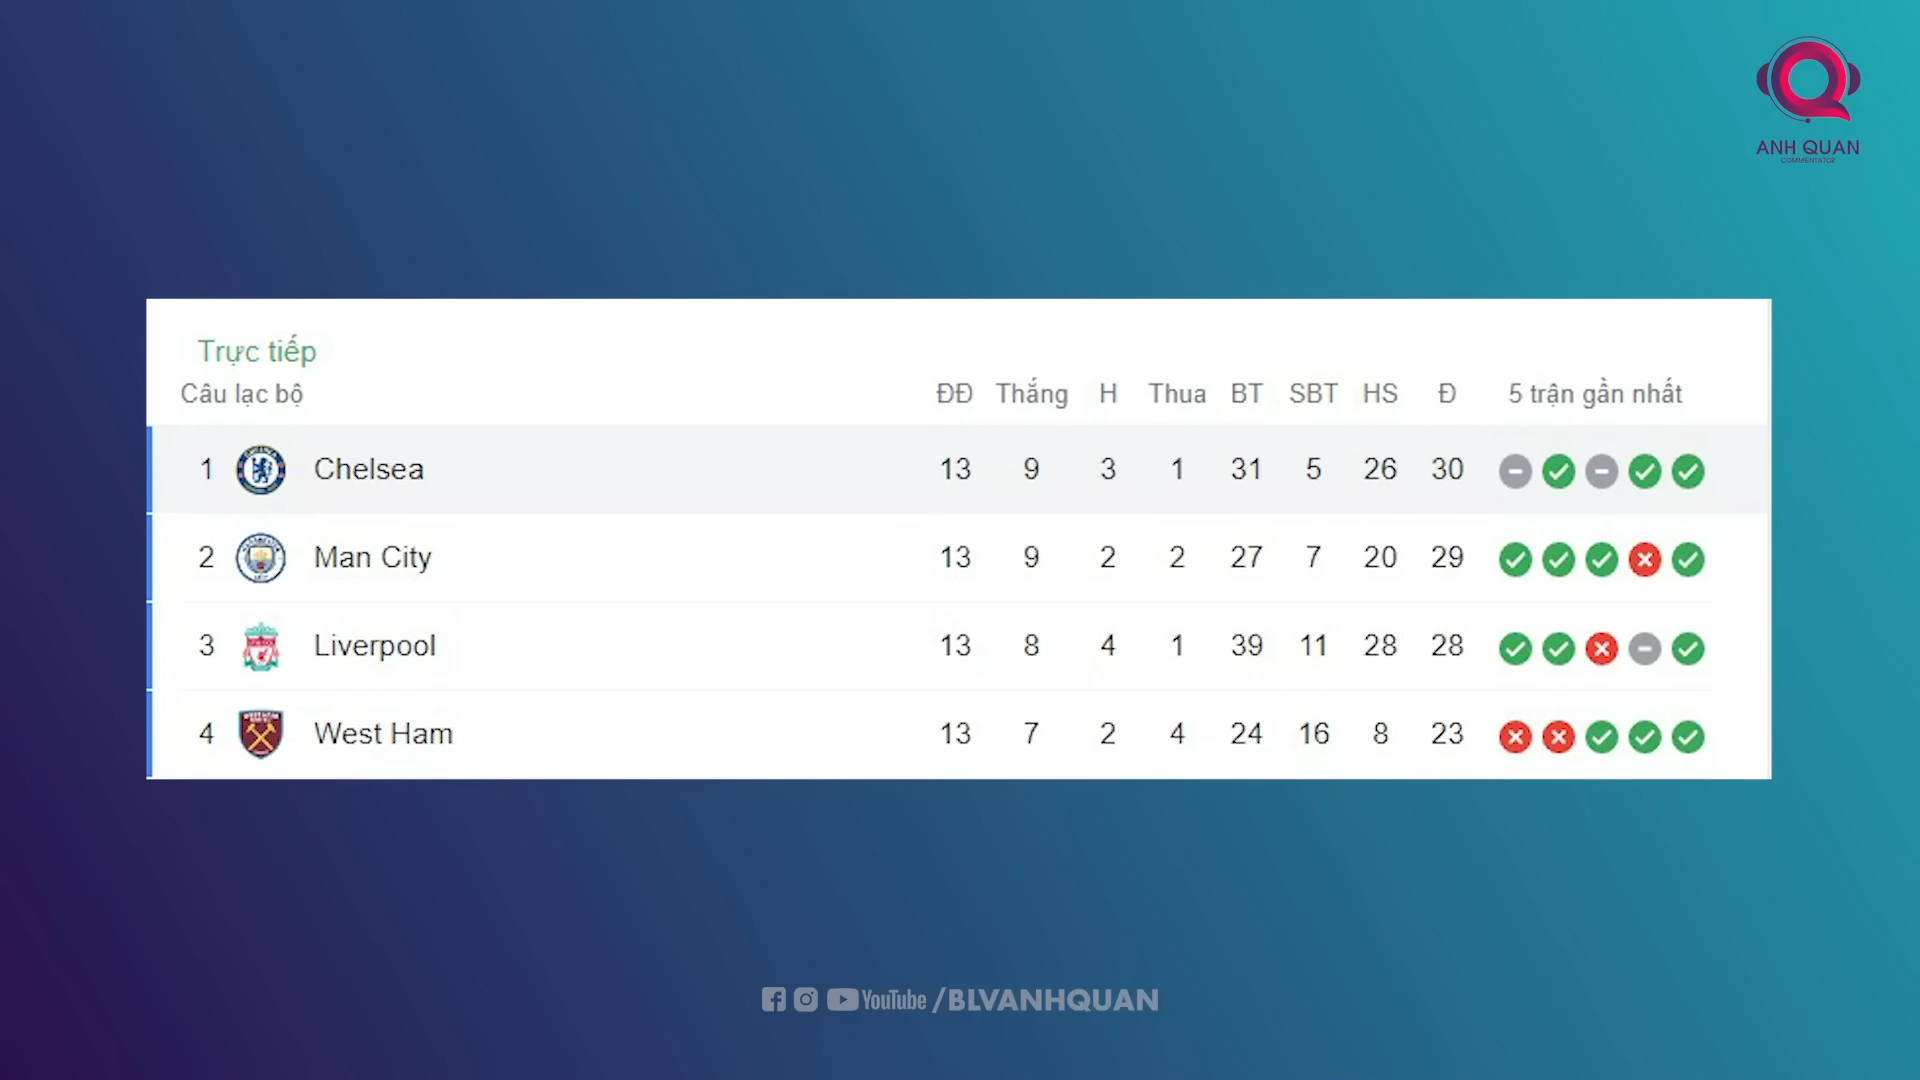 ANH QUAN
COMMENTATOR
Trực tiếp
Câu lạc bộ ĐĐ Thắng H Thua BT SBT HS Đ 5 trận gần nhất
1 Chelsea 13 9 3 1 31 5 26 30
2 Man City 13 9 2 2 27 7 20 29
3 Liverpool 13 8 4 1 39 11 28 28
4 West Ham 13 7 2 4 24 16 8 23
YouTube /BLVANHQUAN